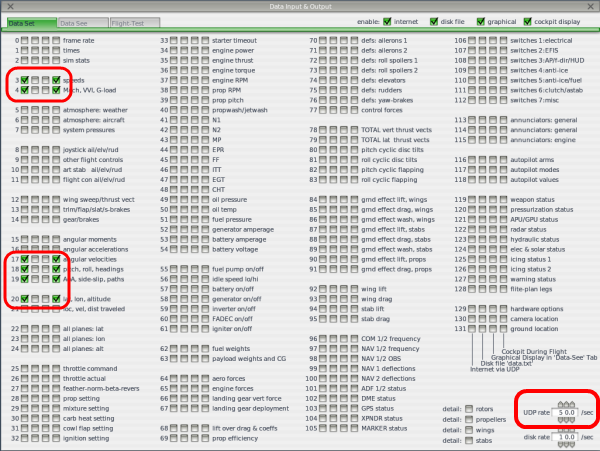 Data Input & Output
Data Set
Data See
Flight-Test
enable: internet disk file graphical cockpit display
0 frame rate
1 times
2 sim stats
3 speeds
4 Mach, VVI, G-load
5 atmosphere: weather
6 atmosphere: aircraft
7 system pressures
8 joystick ail/elv/rud
9 other flight controls
10 art stab ail/elv/rud
11 flight con ail/elv/rud
12 wing sweep/thrust vect
13 trim/flap/slat/s-brakes
14 gear/brakes
15 angular moments
16 angular accelerations
17 angular velocities
18 pitch, roll, headings
19 AoA, side-slip, paths
20 lat, lon, altitude
21 loc, vel, dist traveled
22 all planes: lat
23 all planes: lon
24 all planes: alt
25 throttle command
26 throttle actual
27 feather-norm-beta-revers
28 prop setting
29 mixture setting
30 carb heat setting
31 cowl flap setting
32 ignition setting
33 starter timeout
34 engine power
35 engine thrust
36 engine torque
37 engine RPM
38 prop RPM
39 prop pitch
40 propwash/jetwash
41 N1
42 N2
43 MP
44 EPR
45 FF
46 ITT
47 EGT
48 CHT
49 oil pressure
50 oil temp
51 fuel pressure
52 generator amperage
53 battery amperage
54 battery voltage
55 fuel pump on/off
56 idle speed lo/hi
57 battery on/off
58 generator on/off
59 inverter on/off
60 FADEC on/off
61 igniter on/off
62 fuel weights
63 payload weights and CG
64 aero forces
65 engine forces
66 landing gear vert force
67 landing gear deployment
68 lift over drag & coeffs
69 prop efficiency
70 defs: ailerons 1
71 defs: ailerons 2
72 defs: roll spoilers 1
73 defs: roll spoilers 2
74 defs: elevators
75 defs: rudders
76 defs: yaw-brakes
77 control forces
78 TOTAL vert thrust vects
79 TOTAL lat thrust vects
80 pitch cyclic disc tilts
81 roll cyclic disc tilts
82 pitch cyclic flapping
83 roll cyclic flapping
84 grnd effect lift, wings
85 grnd effect drag, wings
86 grnd effect wash, wings
87 grnd effect lift, stabs
88 grnd effect drag, stabs
89 grnd effect wash, stabs
90 grnd effect lift, props
91 grnd effect drag, props
92 wing lift
93 wing drag
94 stab lift
95 stab drag
96 COM 1/2 frequency
97 NAV 1/2 frequency
98 NAV 1/2 OBS
99 NAV 1 deflections
100 NAV 2 deflections
101 ADF 1/2 status
102 DME status
103 GPS status
104 XPNDR status
105 MARKER status
106 switches 1:electrical
107 switches 2:EFIS
108 switches 3:AP/f-dir/HUD
109 switches 4:anti-ice
110 switches 5:anti-ice/fuel
111 switches 6:clutch/astab
112 switches 7:misc
113 annunciators: general
114 annunciators: general
115 annunciators: engine
116 autopilot arms
117 autopilot modes
118 autopilot values
119 weapon status
120 pressurization status
121 APU/GPU status
122 radar status
123 hydraulic status
124 elec & solar status
125 icing status 1
126 icing status 2
127 warning status
128 flite-plan legs
129 hardware options
130 camera location
131 ground location
Cockpit During Flight
Graphical Display in 'Data-See' Tab
Disk file 'data.txt'
Internet via UDP
detail: rotors
detail: propellers
detail: wings
detail: stabs
UDP rate 50.0 /sec
disk rate 10.0 /sec